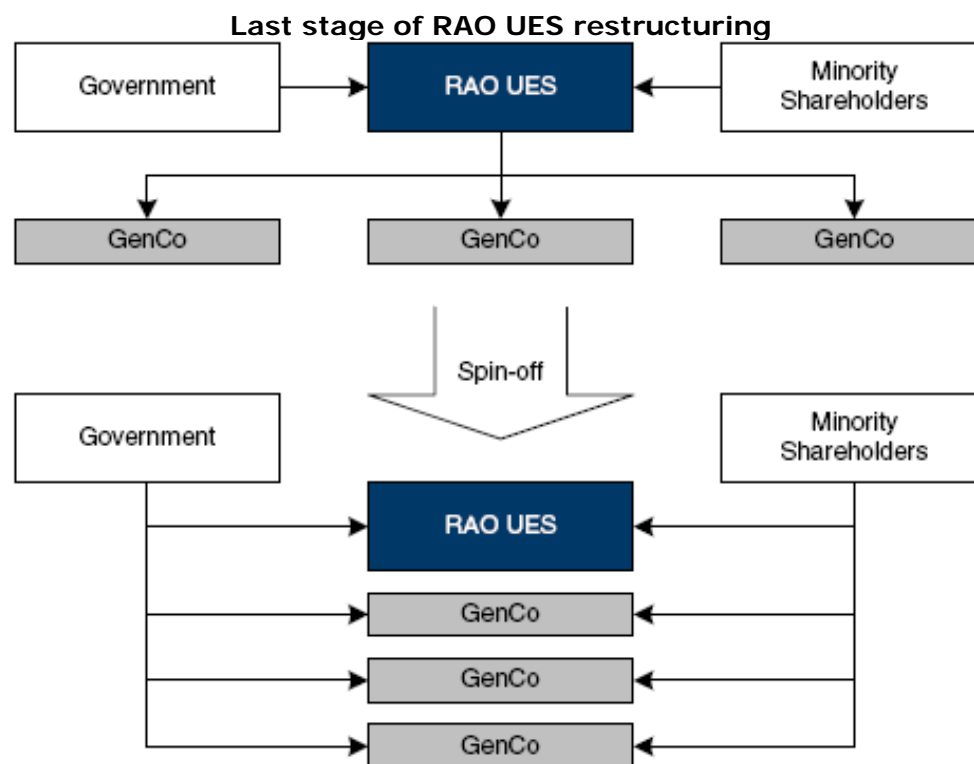 Last stage of RAO UES restructuring
Government
RAO UES
Minority
Shareholders
GenCo
GenCo
GenCo
Spin-off
Government
Minority
Shareholders
RAO UES
GenCo
GenCo
GenCo